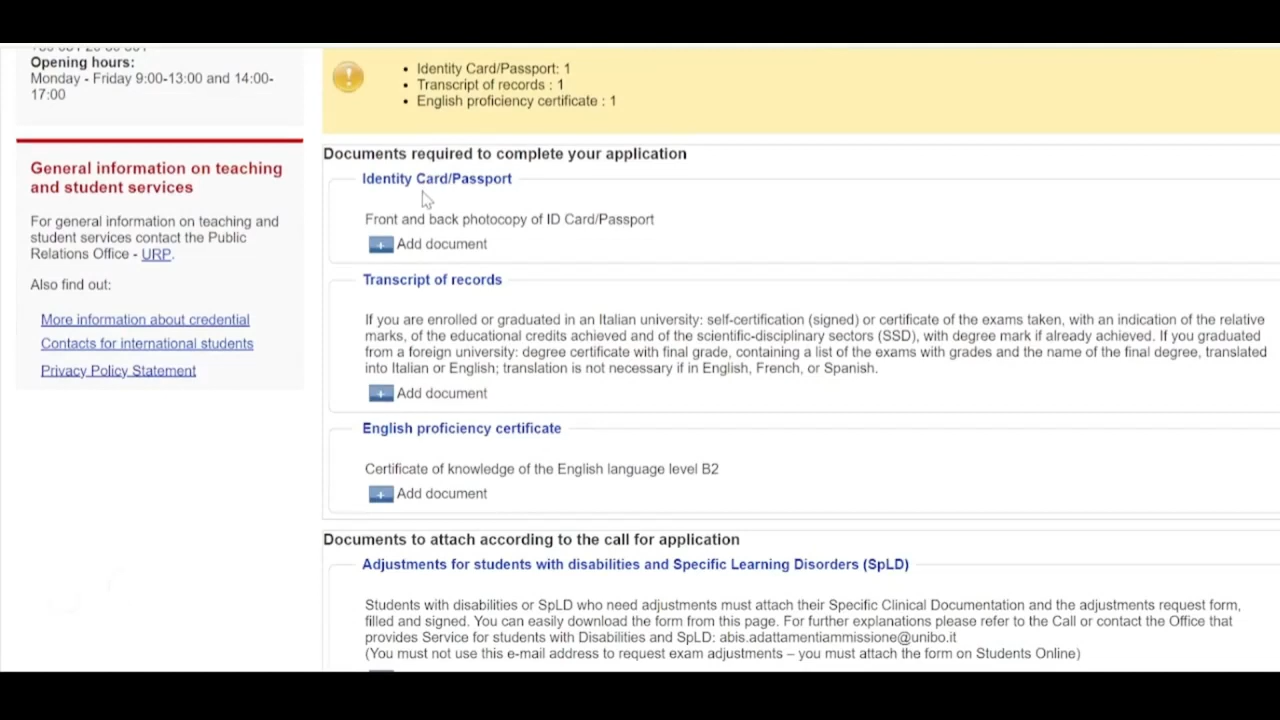 Opening hours:
Monday - Friday 9:00-13:00 and 14:00-
17:00
General information on teaching
and student services
For general information on teaching and
student services contact the Public
Relations Office - URP.
Also find out:
More information about credential
Contacts for international students
Privacy Policy Statement
• Identity Card/Passport: 1
• Transcript of records : 1
• English proficiency certificate : 1
Documents required to complete your application
Identity Card/Passport
Front and back photocopy of ID Card/Passport
+ Add document
Transcript of records
If you are enrolled or graduated in an Italian university: self-certification (signed) or certificate of the exams taken, with an indication of the relative
marks, of the educational credits achieved and of the scientific-disciplinary sectors (SSD), with degree mark if already achieved. If you graduated
from a foreign university: degree certificate with final grade, containing a list of the exams with grades and the name of the final degree, translated
into Italian or English; translation is not necessary if in English, French, or Spanish.
+ Add document
English proficiency certificate
Certificate of knowledge of the English language level B2
+ Add document
Documents to attach according to the call for application
Adjustments for students with disabilities and Specific Learning Disorders (SpLD)
Students with disabilities or SpLD who need adjustments must attach their Specific Clinical Documentation and the adjustments request form,
filled and signed. You can easily download the form from this page. For further explanations please refer to the Call or contact the Office that
provides Service for students with Disabilities and SpLD: abis.adattamentiammissione@unibo.it
(You must not use this e-mail address to request exam adjustments – you must attach the form on Students Online)